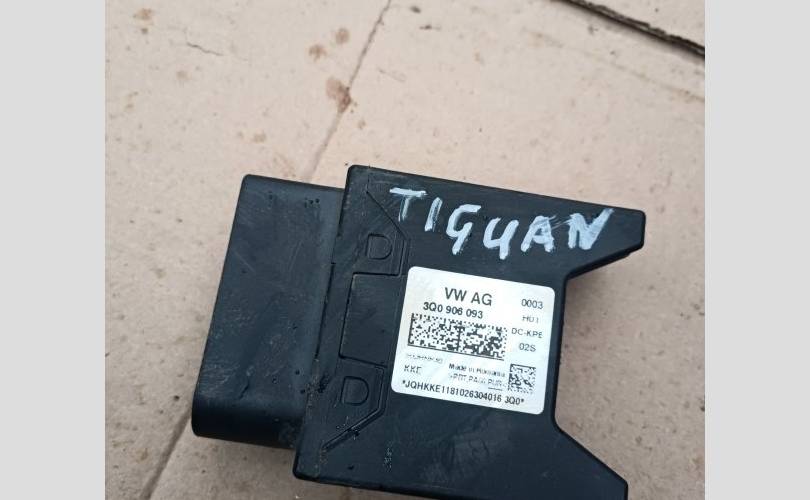 TIGUAN
VW AG 0003
3Q0 906 093 H01
DC-KPE
02S
KKE Made in Romania
*JQHKKE1181026304016 3Q0*